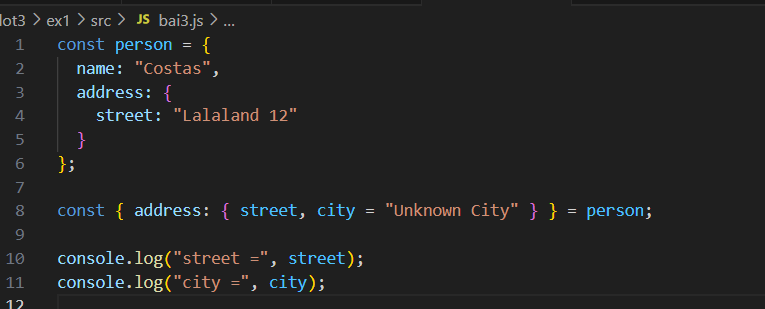 lot3 > ex1 > src > JS bai3.js > ...
1 const person = {
2 name: "Costas",
3 address: {
4 street: "Lalaland 12"
5 }
6 };
7
8 const { address: { street, city = "Unknown City" } } = person;
9
10 console.log("street =", street);
11 console.log("city =", city);
12